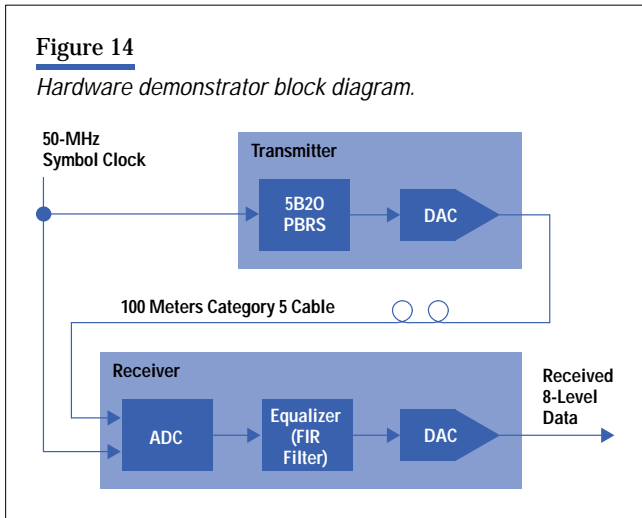 Figure 14
Hardware demonstrator block diagram.
50-MHz
Symbol Clock
Transmitter
5B2O
PBRS
DAC
100 Meters Category 5 Cable
Receiver
ADC
Equalizer
(FIR
Filter)
DAC
Received
8-Level
Data